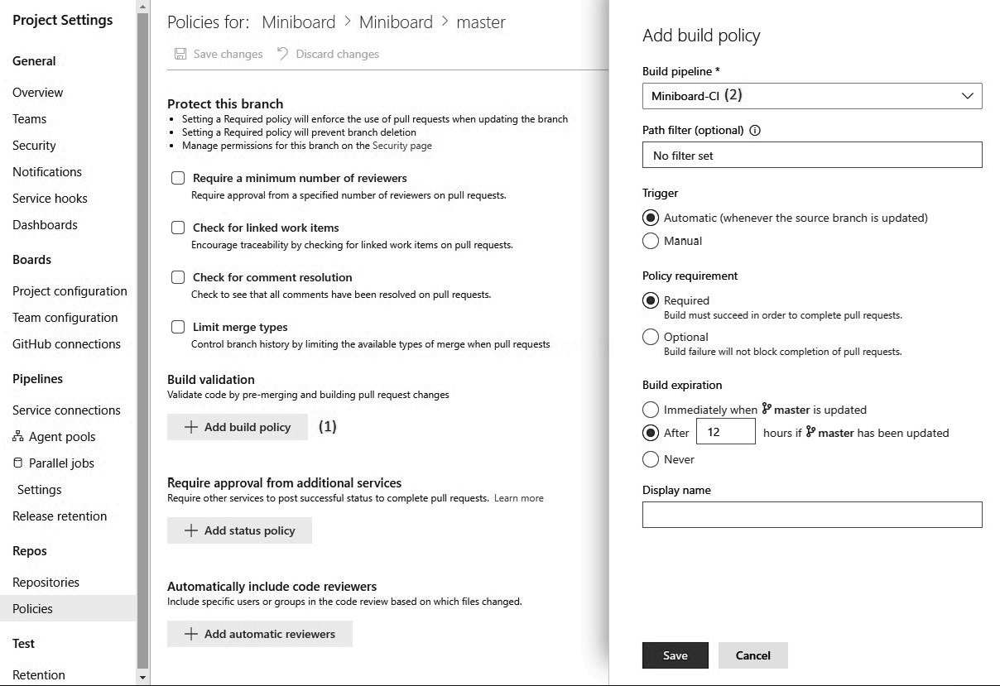 Project Settings
General
Overview
Teams
Security
Notifications
Service hooks
Dashboards
Boards
Project configuration
Team configuration
GitHub connections
Pipelines
Service connections
Agent pools
Parallel jobs
Settings
Release retention
Repos
Repositories
Policies
Test
Retention
Policies for: Miniboard > Miniboard > master
Save changes Discard changes
Protect this branch
• Setting a Required policy will enforce the use of pull requests when updating the branch
• Setting a Required policy will prevent branch deletion
• Manage permissions for this branch on the Security page
Require a minimum number of reviewers
Require approval from a specified number of reviewers on pull requests.
Check for linked work items
Encourage traceability by checking for linked work items on pull requests.
Check for comment resolution
Check to see that all comments have been resolved on pull requests.
Limit merge types
Control branch history by limiting the available types of merge when pull requests
Build validation
Validate code by pre-merging and building pull request changes
+ Add build policy (1)
Require approval from additional services
Require other services to post successful status to complete pull requests. Learn more
+ Add status policy
Automatically include code reviewers
Include specific users or groups in the code review based on which files changed.
+ Add automatic reviewers
Add build policy
Build pipeline *
Miniboard-CI (2)
Path filter (optional)
No filter set
Trigger
Automatic (whenever the source branch is updated)
Manual
Policy requirement
Required
Build must succeed in order to complete pull requests.
Optional
Build failure will not block completion of pull requests.
Build expiration
Immediately when master is updated
After 12 hours if master has been updated
Never
Display name
Save Cancel